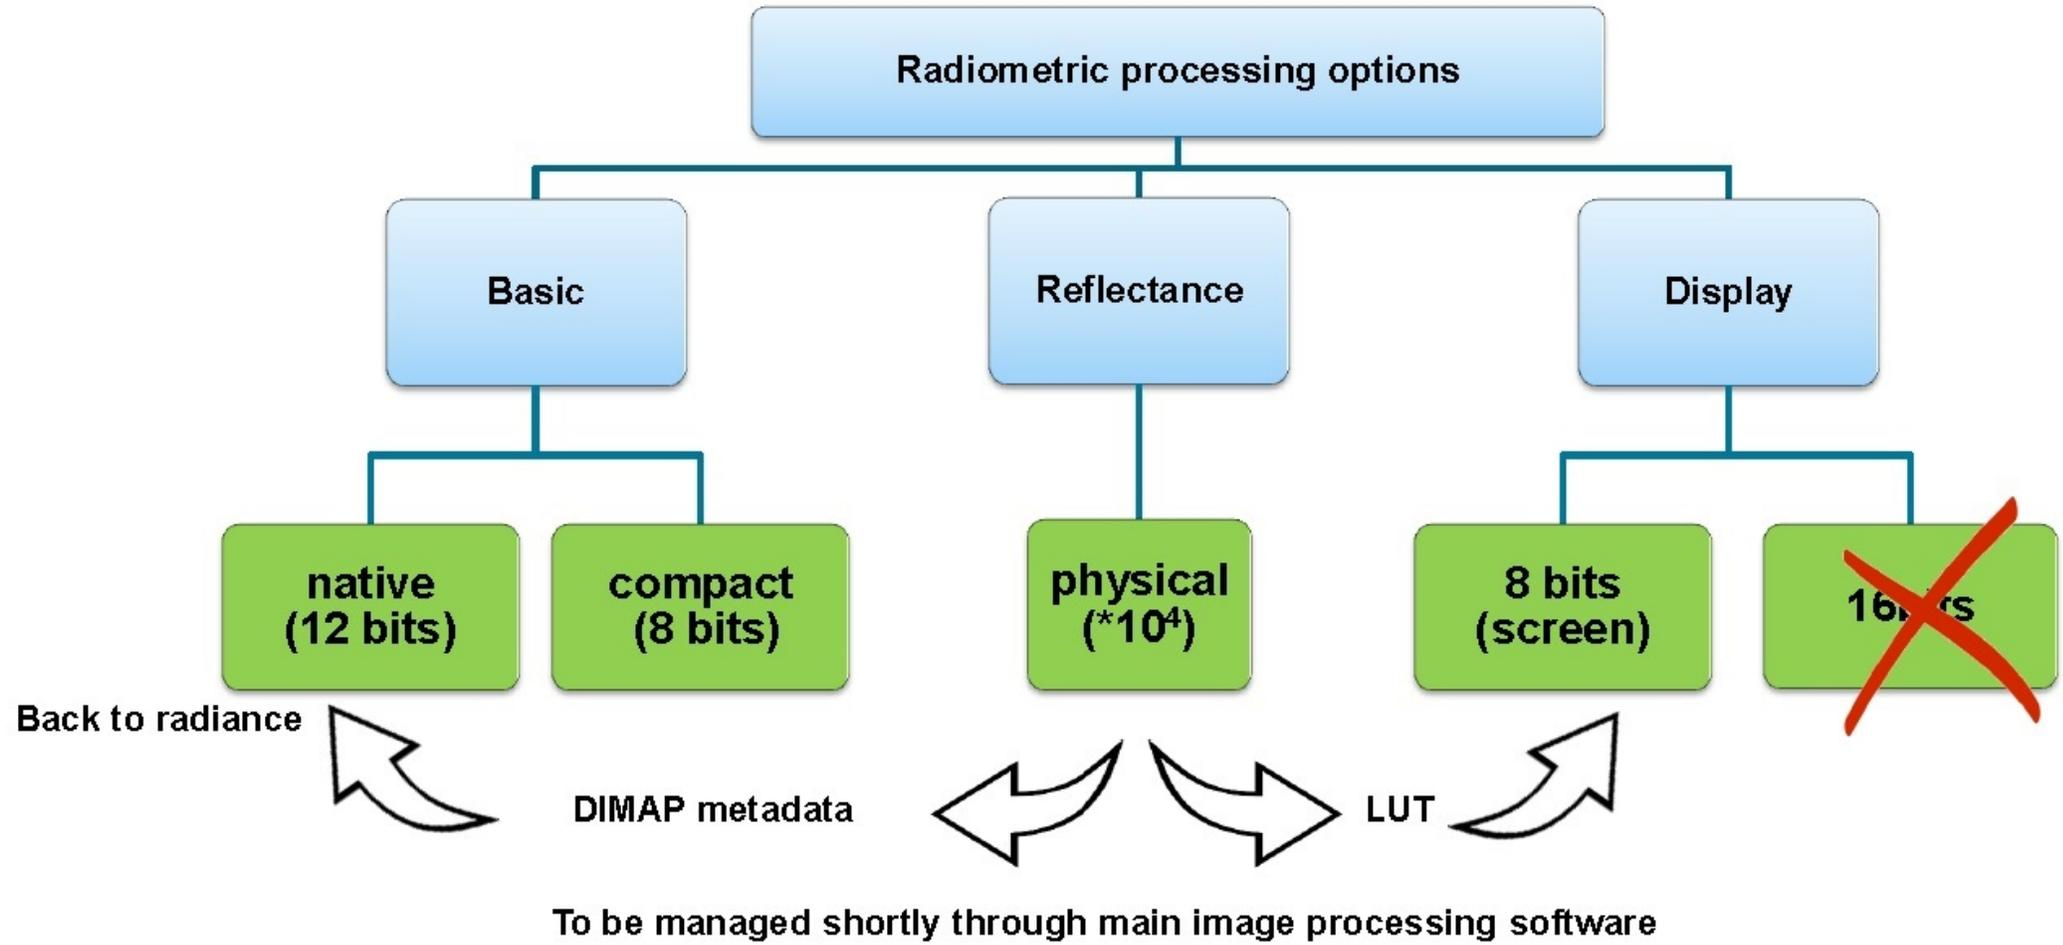 Radiometric processing options
Basic
Reflectance
Display
native
(12 bits)
compact
(8 bits)
physical
(*10⁴)
8 bits
(screen)
Back to radiance
DIMAP metadata
LUT
To be managed shortly through main image processing software